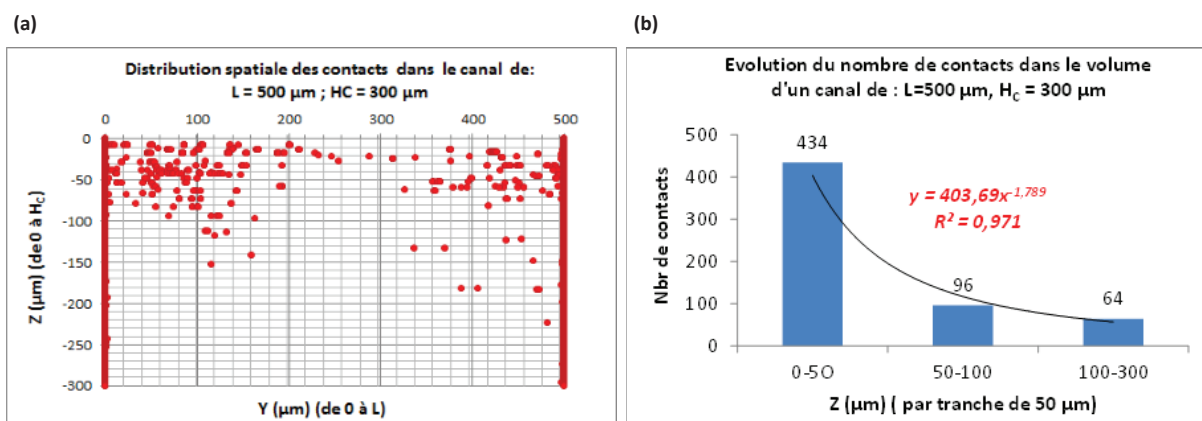 (a)
Distribution spatiale des contacts dans le canal de:
L = 500 µm ; HC = 300 µm
0 100 200 300 400 500
0
-50
-100
-150
-200
-250
-300
Z (µm) (de 0 à HC)
Y (µm) (de 0 à L)
(b)
Evolution du nombre de contacts dans le volume
d'un canal de : L=500 µm, HC = 300 µm
500
400
300
200
100
0
Nbr de contacts
434
96
64
y = 403,69x-1,789
R² = 0,971
0-5O 50-100 100-300
Z (µm) ( par tranche de 50 µm)